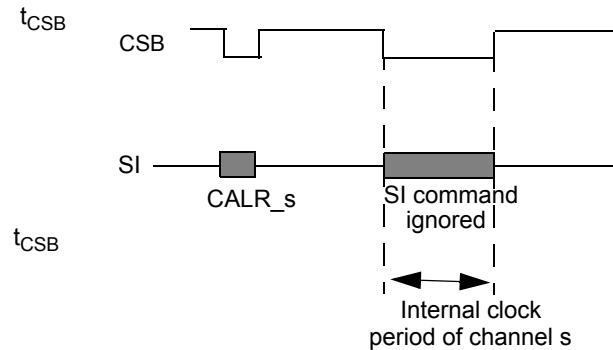 tCSB
CSB
SI
CALR_s
SI command
ignored
tCSB
Internal clock
period of channel s